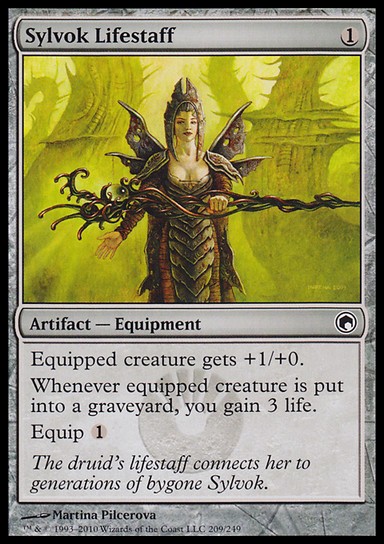 Sylvok Lifestaff 1
Artifact — Equipment
Equipped creature gets +1/+0.
Whenever equipped creature is put
into a graveyard, you gain 3 life.
Equip 1
The druid's lifestaff connects her to
generations of bygone Sylvok.
Martina Pilcerova
™ & © 1993–2010 Wizards of the Coast LLC 209/249